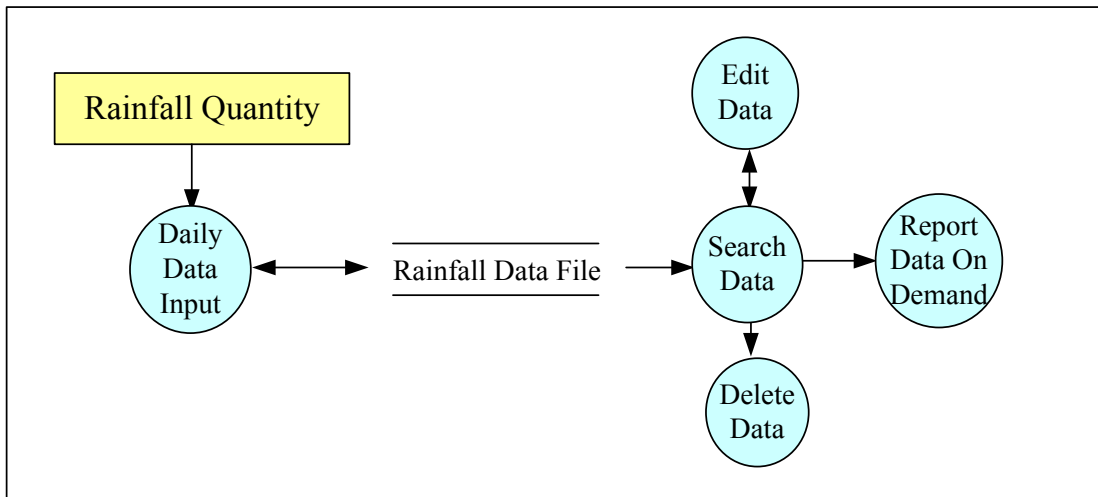 Rainfall Quantity
Daily
Data
Input
Rainfall Data File
Edit
Data
Search
Data
Report
Data On
Demand
Delete
Data